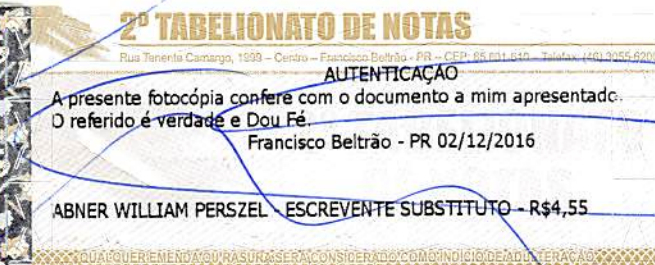 2º TABELIONATO DE NOTAS
Rua Tenente Camargo, 1999 – Centro – Francisco Beltrão - PR – CEP: 85.601-610 – Telefax: (46) 3055-6209
AUTENTICAÇÃO
A presente fotocópia confere com o documento a mim apresentado.
O referido é verdade e Dou Fé.
Francisco Beltrão - PR 02/12/2016
ABNER WILLIAM PERSZEL - ESCREVENTE SUBSTITUTO - R$4,55
QUALQUER EMENDA OU RASURA SERÁ CONSIDERADO COMO INDÍCIO DE ADULTERAÇÃO